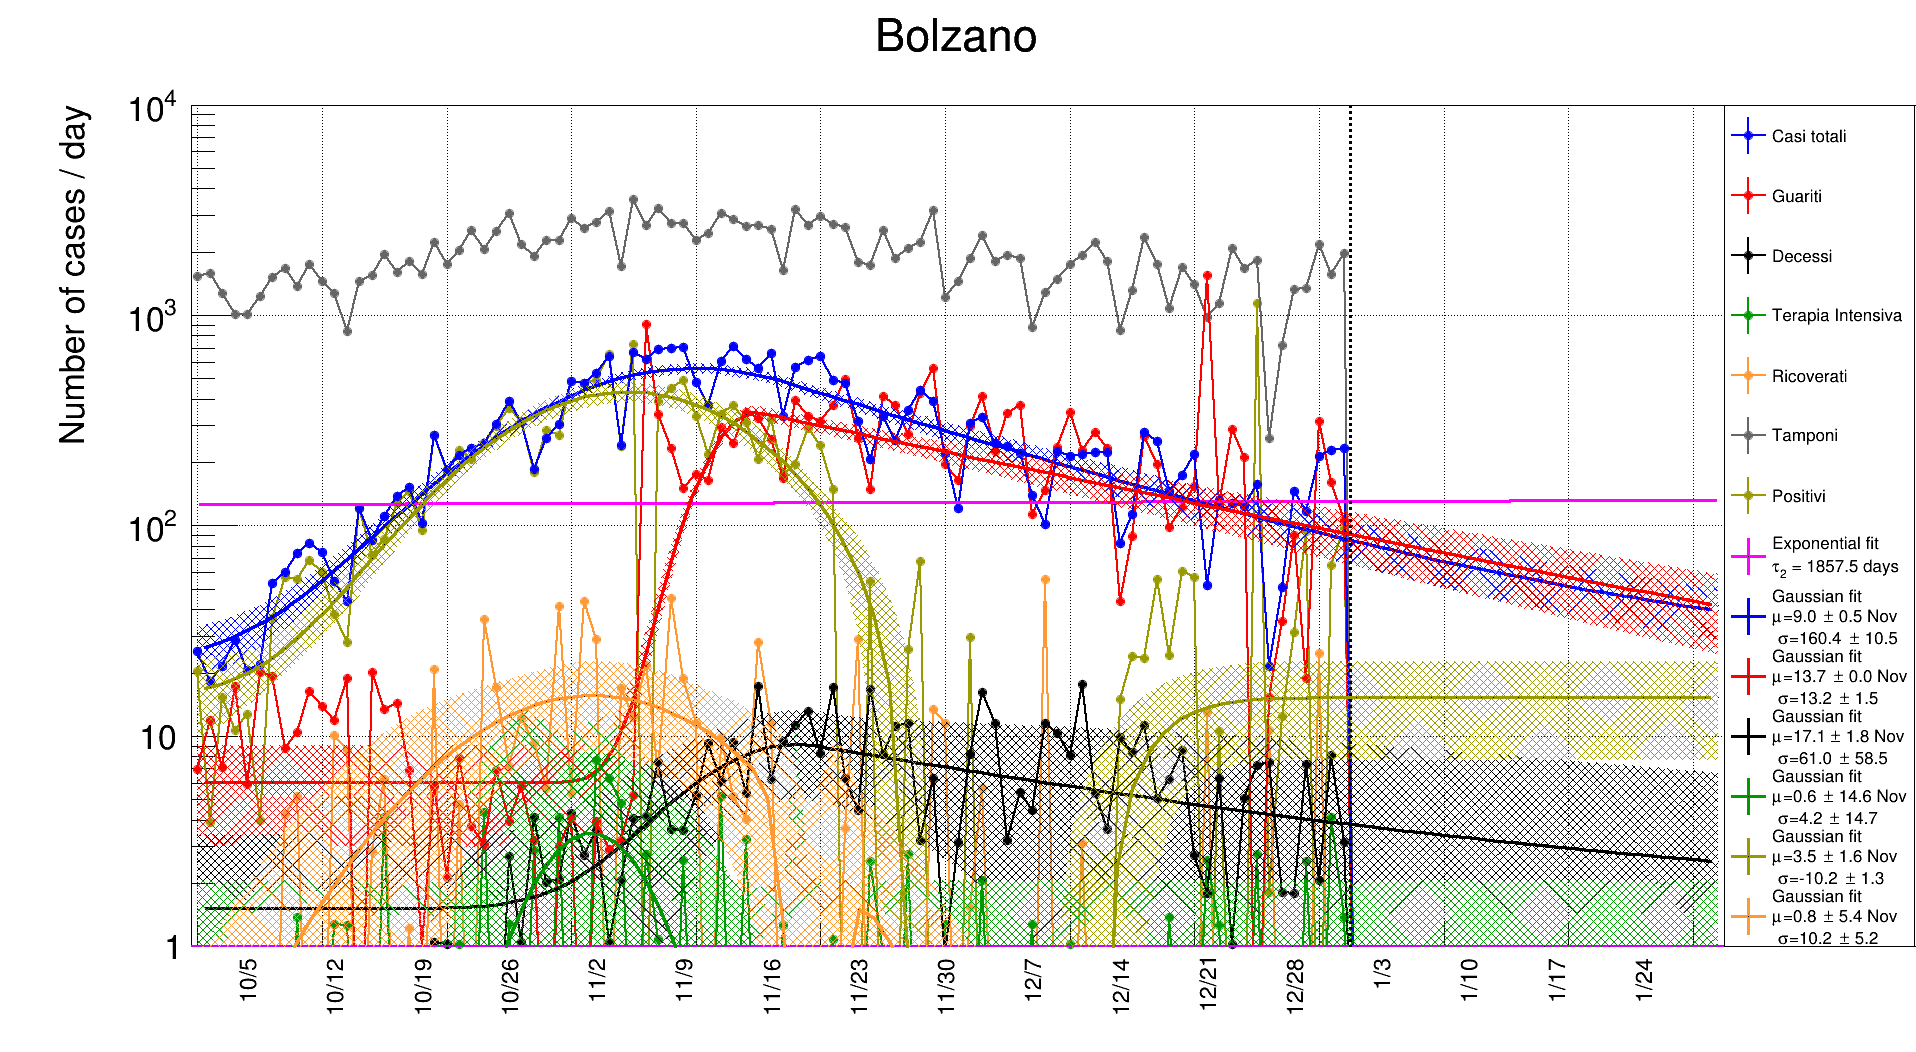 Bolzano
Number of cases / day
10^4
10^3
10^2
10
1
10/5
10/12
10/19
10/26
11/2
11/9
11/16
11/23
11/30
12/7
12/14
12/21
12/28
1/3
1/10
1/17
1/24
Casi totali
Guariti
Decessi
Terapia Intensiva
Ricoverati
Tamponi
Positivi
Exponential fit
τ₂ = 1857.5 days
Gaussian fit
μ=9.0 ± 0.5 Nov
σ=160.4 ± 10.5
Gaussian fit
μ=13.7 ± 0.0 Nov
σ=13.2 ± 1.5
Gaussian fit
μ=17.1 ± 1.8 Nov
σ=61.0 ± 58.5
Gaussian fit
μ=0.6 ± 14.6 Nov
σ=4.2 ± 14.7
Gaussian fit
μ=3.5 ± 1.6 Nov
σ=-10.2 ± 1.3
Gaussian fit
μ=0.8 ± 5.4 Nov
σ=10.2 ± 5.2